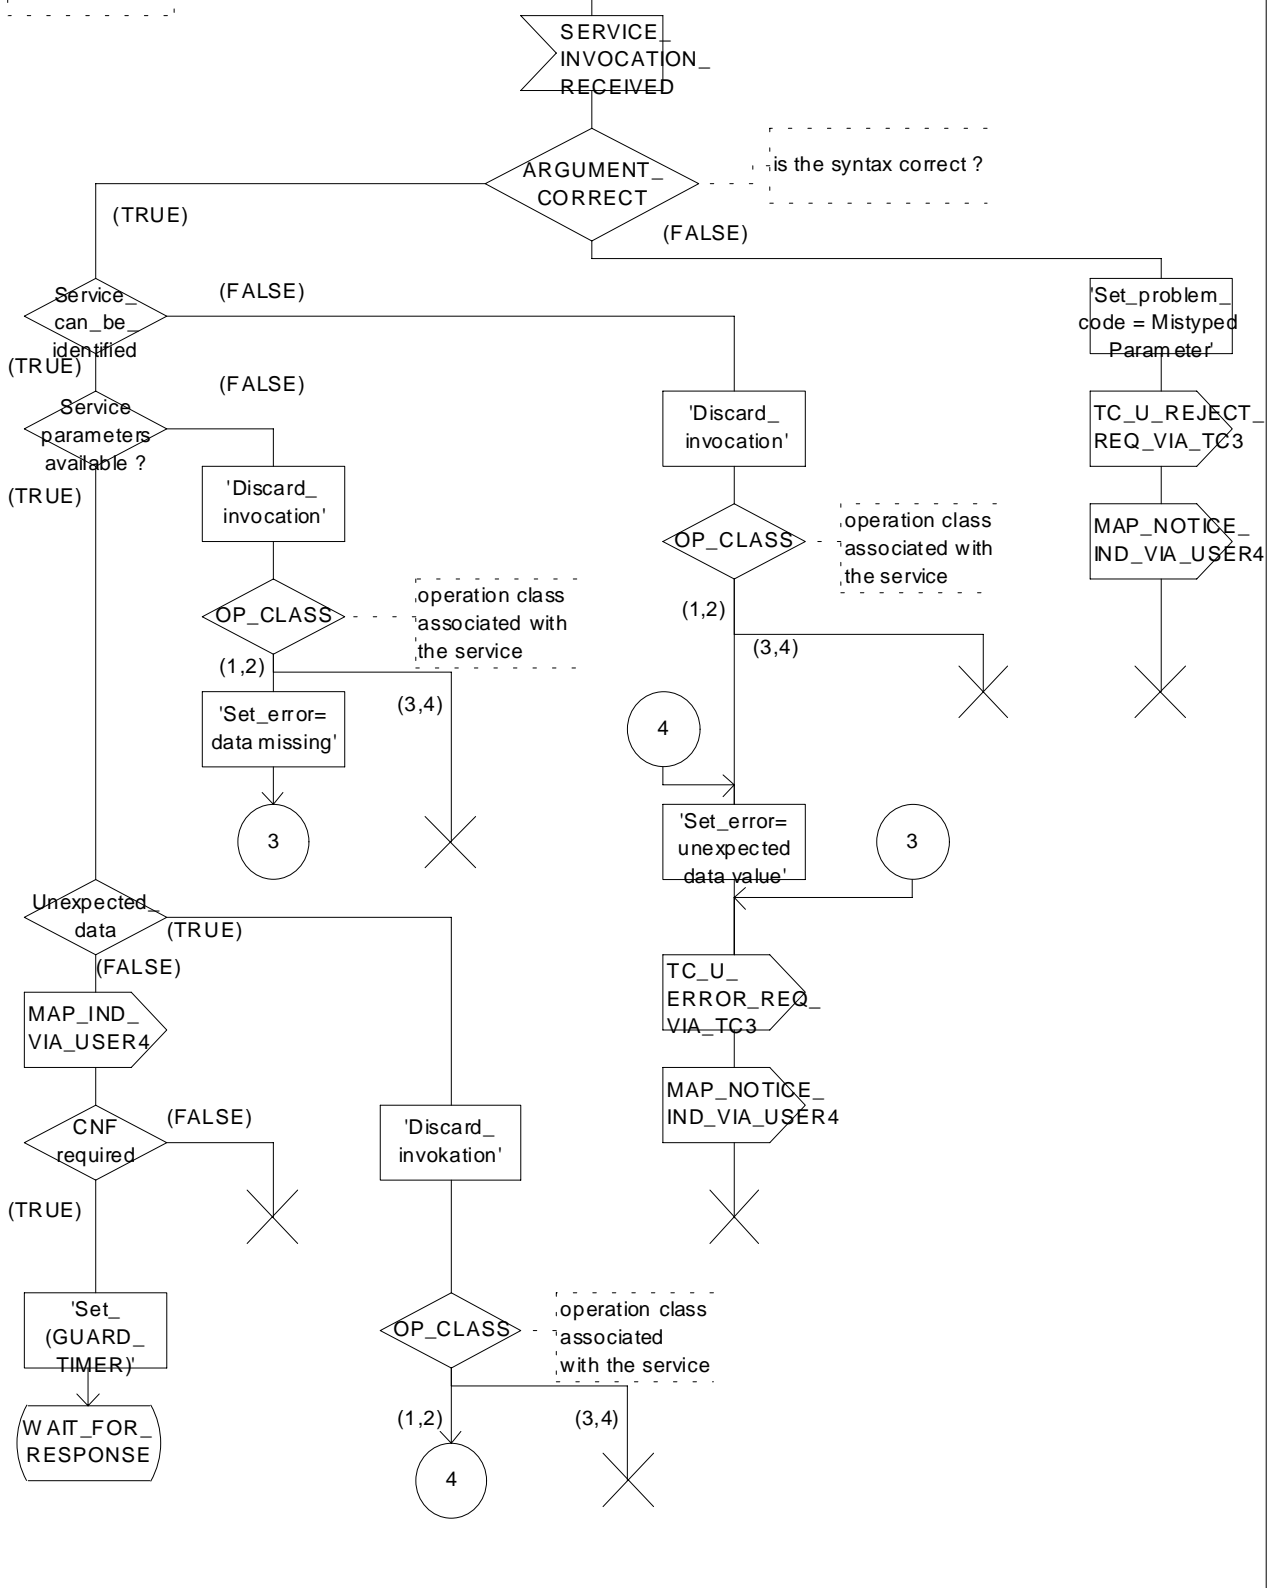 SERVICE_
INVOCATION_
RECEIVED
ARGUMENT_
CORRECT
is the syntax correct ?
(TRUE)
(FALSE)
Service_
can_be_
identified
(FALSE)
'Set_problem_
code = Mistyped
Parameter'
(TRUE)
(FALSE)
Service
parameters
available ?
'Discard_
invocation'
TC_U_REJECT_
REQ_VIA_TC3
(TRUE)
'Discard_
invocation'
OP_CLASS
operation class
associated with
the service
MAP_NOTICE_
IND_VIA_USER4
OP_CLASS
operation class
associated with
the service
(1,2)
(3,4)
(1,2)
(3,4)
'Set_error=
data missing'
4
3
'Set_error=
unexpected
data value'
3
Unexpected_
data
(TRUE)
(FALSE)
TC_U_
ERROR_REQ_
VIA_TC3
MAP_IND_
VIA_USER4
MAP_NOTICE_
IND_VIA_USER4
CNF
required
(FALSE)
'Discard_
invokation'
(TRUE)
'Set_
(GUARD_
TIMER)'
OP_CLASS
operation class
associated
with the service
(1,2)
(3,4)
WAIT_FOR_
RESPONSE
4